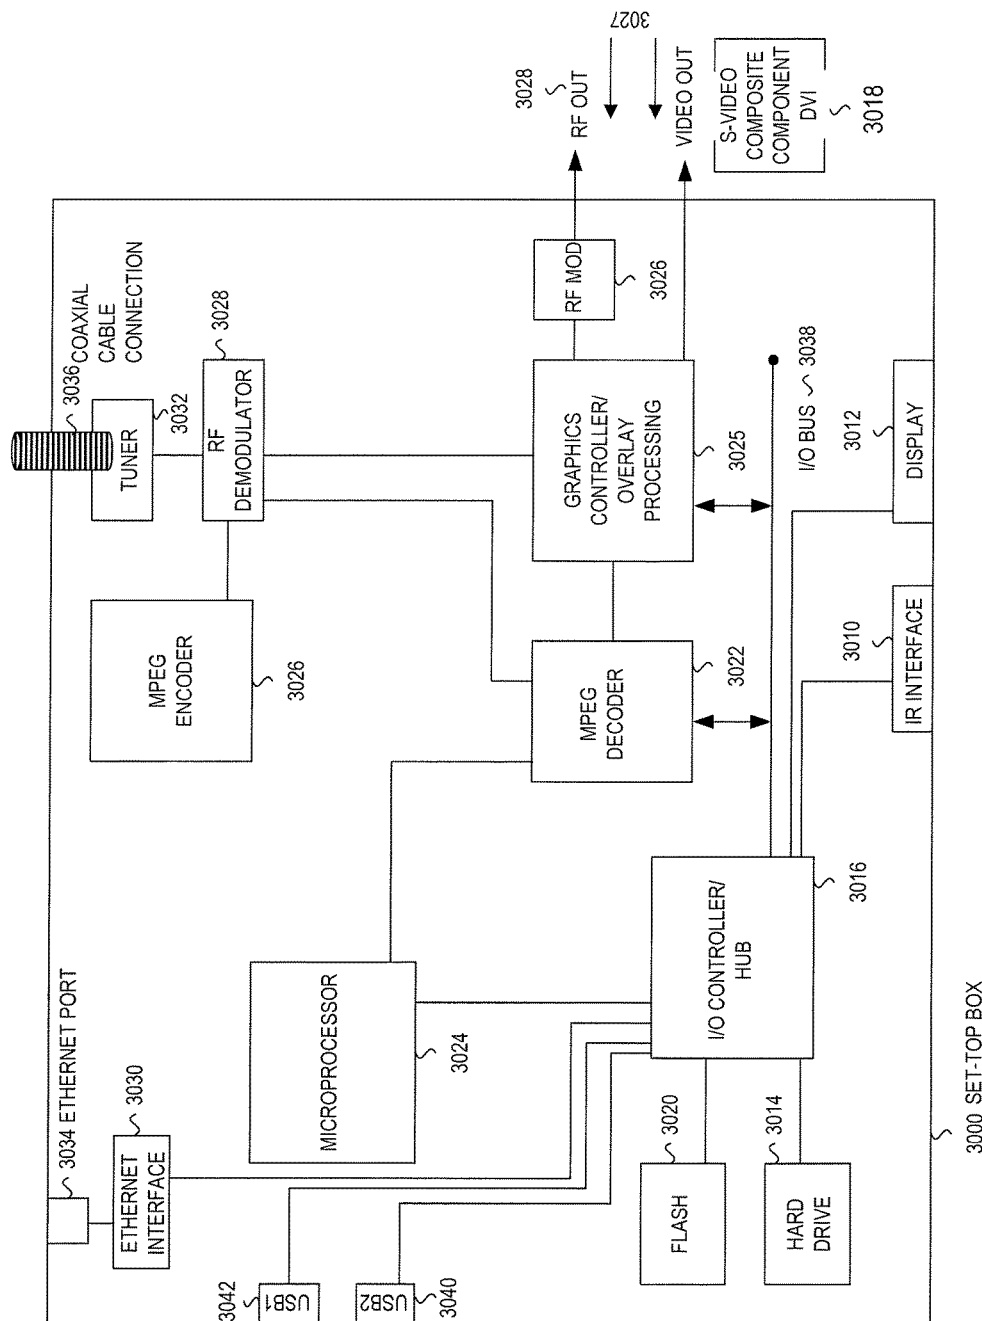 3034 ETHERNET PORT
3030
ETHERNET
INTERFACE
3042
USB1
USB2
3040
MICROPROCESSOR
3024
FLASH
3020
HARD
DRIVE
3014
I/O CONTROLLER/
HUB
3016
MPEG
ENCODER
3026
3036
COAXIAL
CABLE
CONNECTION
TUNER
3032
RF
DEMODULATOR
3028
MPEG
DECODER
3022
GRAPHICS
CONTROLLER/
OVERLAY
PROCESSING
3025
RF MOD
3026
RF OUT
3028
3027
VIDEO OUT
S-VIDEO
COMPOSITE
COMPONENT
DVI
3018
I/O BUS
3038
IR INTERFACE
3010
DISPLAY
3012
3000 SET-TOP BOX